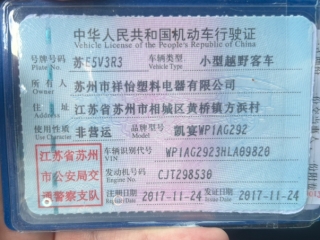 中华人民共和国机动车行驶证
Vehicle License of the People's Republic of China
号牌号码 苏E5V3R3 车辆类型 小型越野客车
Plate No. Vehicle Type
所有人 苏州市祥怡塑料电器有限公司
Owner
住址 江苏省苏州市相城区黄桥镇方浜村
Address
使用性质 非营运 品牌型号 凯宴WP1AG292
Use Character Model
江苏省苏州 车辆识别代号 WP1AG2923HLA09820
VIN
市公安局交 发动机号码 CJT298530
Engine No.
通警察支队 注册日期 2017-11-24 发证日期 2017-11-24
Register Date Issue Date